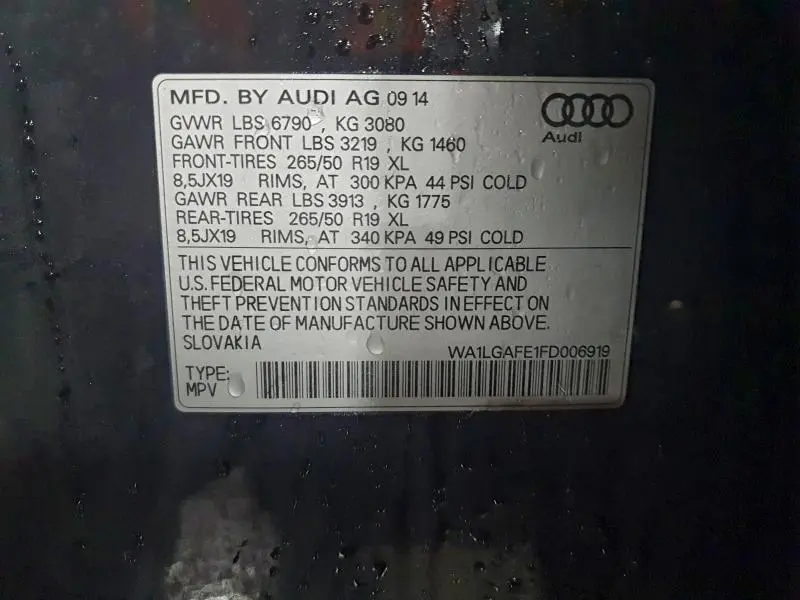 MFD. BY AUDI AG 09 14
Audi
GVWR LBS 6790 , KG 3080
GAWR FRONT LBS 3219 , KG 1460
FRONT-TIRES 265/50 R19 XL
8,5JX19 RIMS, AT 300 KPA 44 PSI COLD
GAWR REAR LBS 3913 , KG 1775
REAR-TIRES 265/50 R19 XL
8,5JX19 RIMS, AT 340 KPA 49 PSI COLD
THIS VEHICLE CONFORMS TO ALL APPLICABLE
U.S. FEDERAL MOTOR VEHICLE SAFETY AND
THEFT PREVENTION STANDARDS IN EFFECT ON
THE DATE OF MANUFACTURE SHOWN ABOVE.
SLOVAKIA
WA1LGAFE1FD006919
TYPE:
MPV